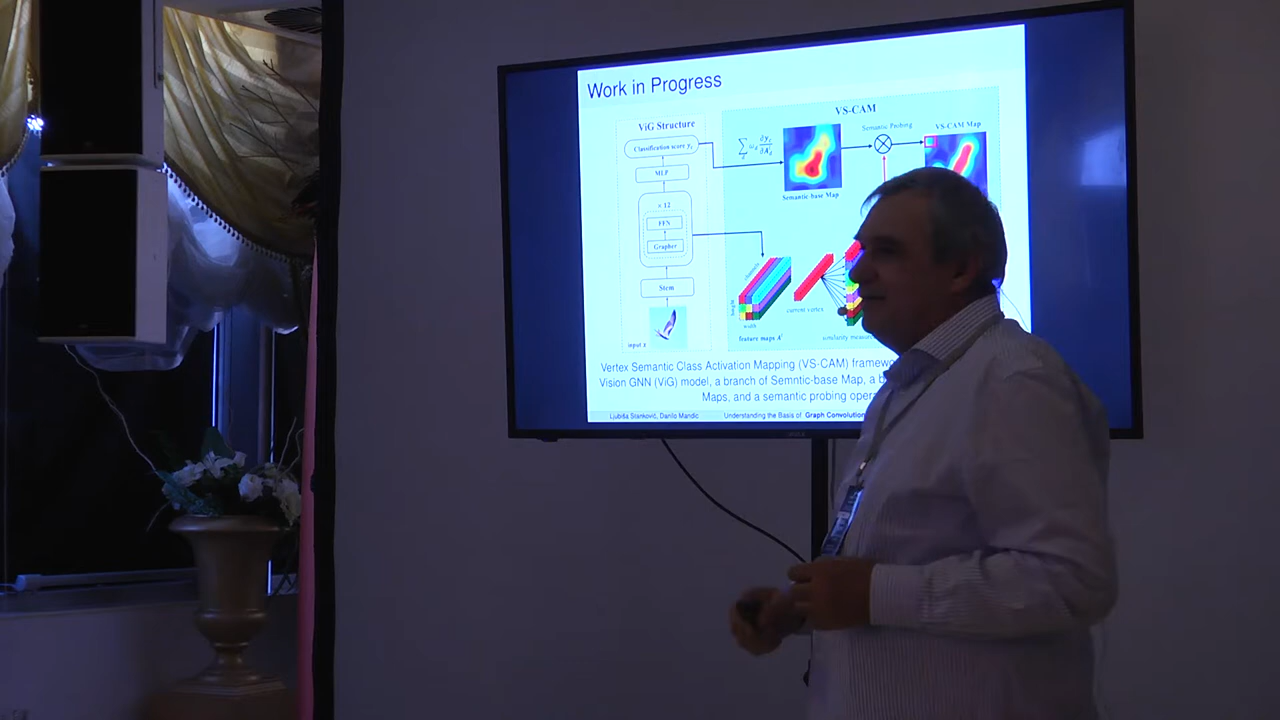 Work in Progress
VS-CAM
ViG Structure
Semantic Probing
VS-CAM Map
Classification score y
MLP
Semantic-base Map
× 12
FFN
Grapher
channels
Stem
height
current vertex
width
input x
feature maps A
similarity
Vertex Semantic Class Activation Mapping (VS-CAM)
Vision GNN (ViG) model, a branch of Semntic-base Map, a
Maps, and a semantic probing
Ljubiša Stanković, Danilo Mandic
Understanding the Basis of Graph